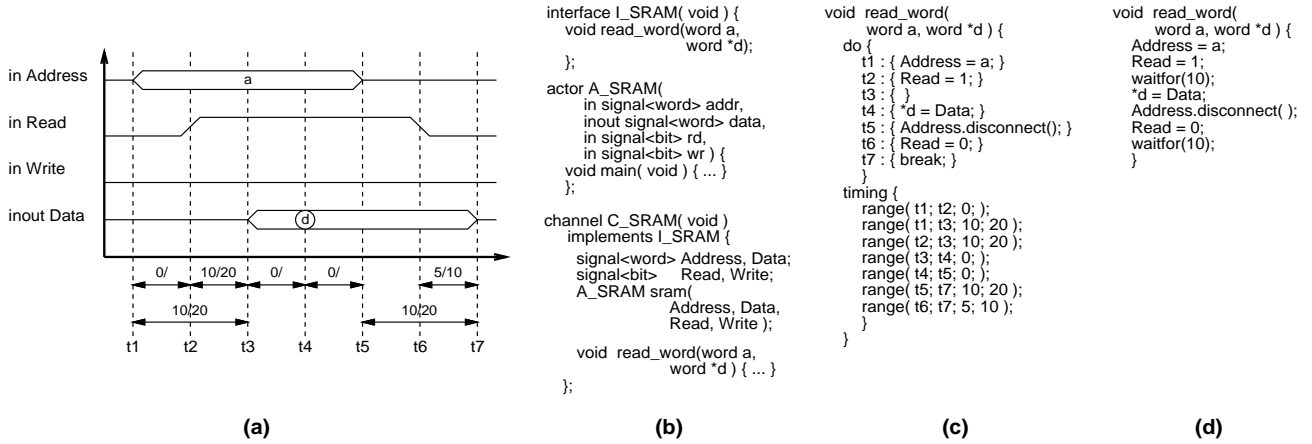 in Address
a
in Read
in Write
inout Data
d
0/ 10/20 0/ 0/ 5/10
10/20 10/20
t1 t2 t3 t4 t5 t6 t7
(a)
interface I_SRAM( void ) {
void read_word(word a,
word *d);
};
actor A_SRAM(
in signal<word> addr,
inout signal<word> data,
in signal<bit> rd,
in signal<bit> wr ) {
void main( void ) { ... }
};
channel C_SRAM( void )
implements I_SRAM {
signal<word> Address, Data;
signal<bit> Read, Write;
A_SRAM sram(
Address, Data,
Read, Write );
void read_word(word a,
word *d ) { ... }
};
(b)
void read_word(
word a, word *d ) {
do {
t1 : { Address = a; }
t2 : { Read = 1; }
t3 : { }
t4 : { *d = Data; }
t5 : { Address.disconnect(); }
t6 : { Read = 0; }
t7 : { break; }
}
timing {
range( t1; t2; 0; );
range( t1; t3; 10; 20 );
range( t2; t3; 10; 20 );
range( t3; t4; 0; );
range( t4; t5; 0; );
range( t5; t7; 10; 20 );
range( t6; t7; 5; 10 );
}
}
(c)
void read_word(
word a, word *d ) {
Address = a;
Read = 1;
waitfor(10);
*d = Data;
Address.disconnect( );
Read = 0;
waitfor(10);
}
(d)